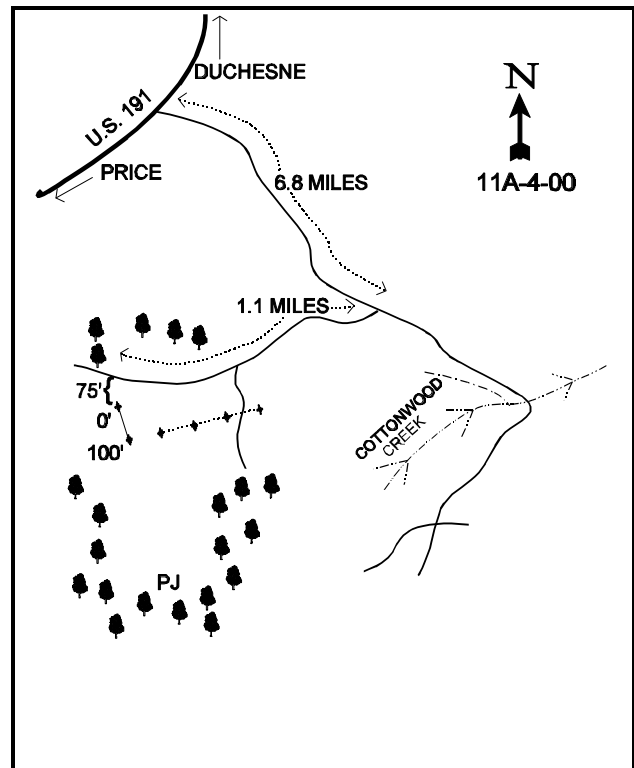 DUCHESNE
U.S. 191
PRICE
N
11A-4-00
6.8 MILES
1.1 MILES
75'
0'
100'
COTTONWOOD
CREEK
PJ